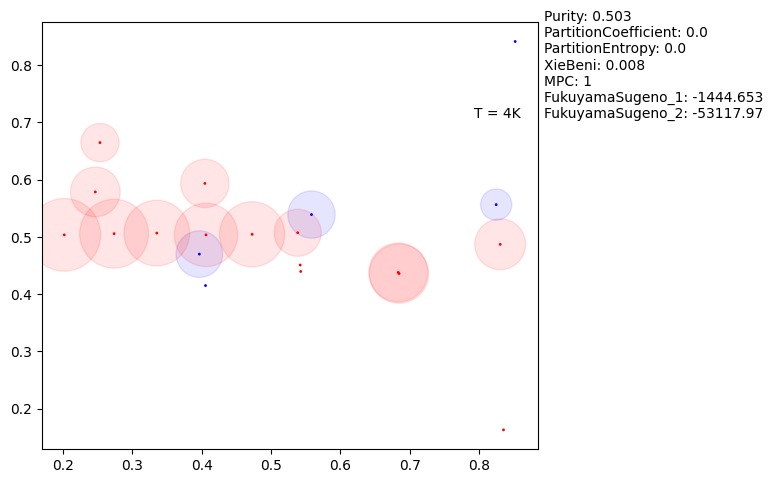 Purity: 0.503
PartitionCoefficient: 0.0
PartitionEntropy: 0.0
XieBeni: 0.008
MPC: 1
FukuyamaSugeno_1: -1444.653
FukuyamaSugeno_2: -53117.97
T = 4K
0.8
0.7
0.6
0.5
0.4
0.3
0.2
0.2 0.3 0.4 0.5 0.6 0.7 0.8